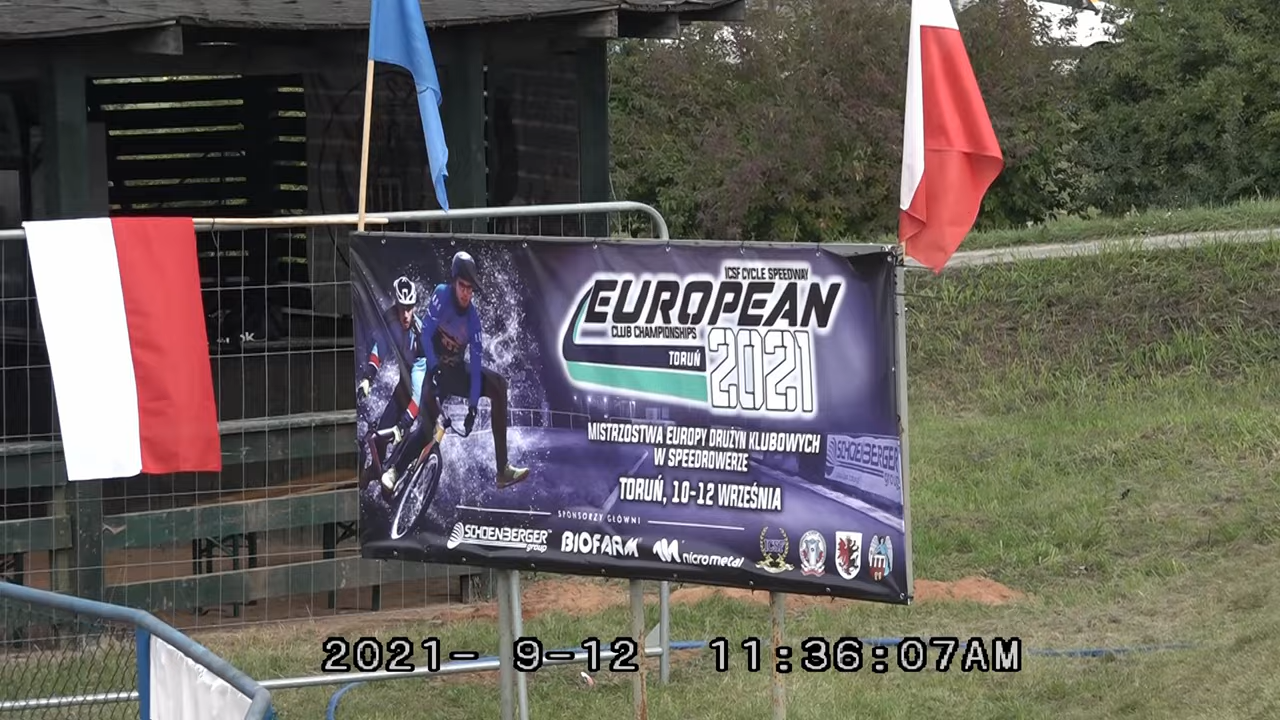 ICSF CYCLE SPEEDWAY
EUROPEAN
CLUB CHAMPIONSHIPS
TORUŃ
2021
MISTRZOSTWA EUROPY DRUŻYN KLUBOWYCH
W SPEEDROWERZE
SCHOENBERGER
group
TORUŃ, 10-12 WRZEŚNIA
SPONSORZY GŁÓWNI
SCHOENBERGER group
BIOFARM
nicrometal
2021- 9-12 11:36:07AM